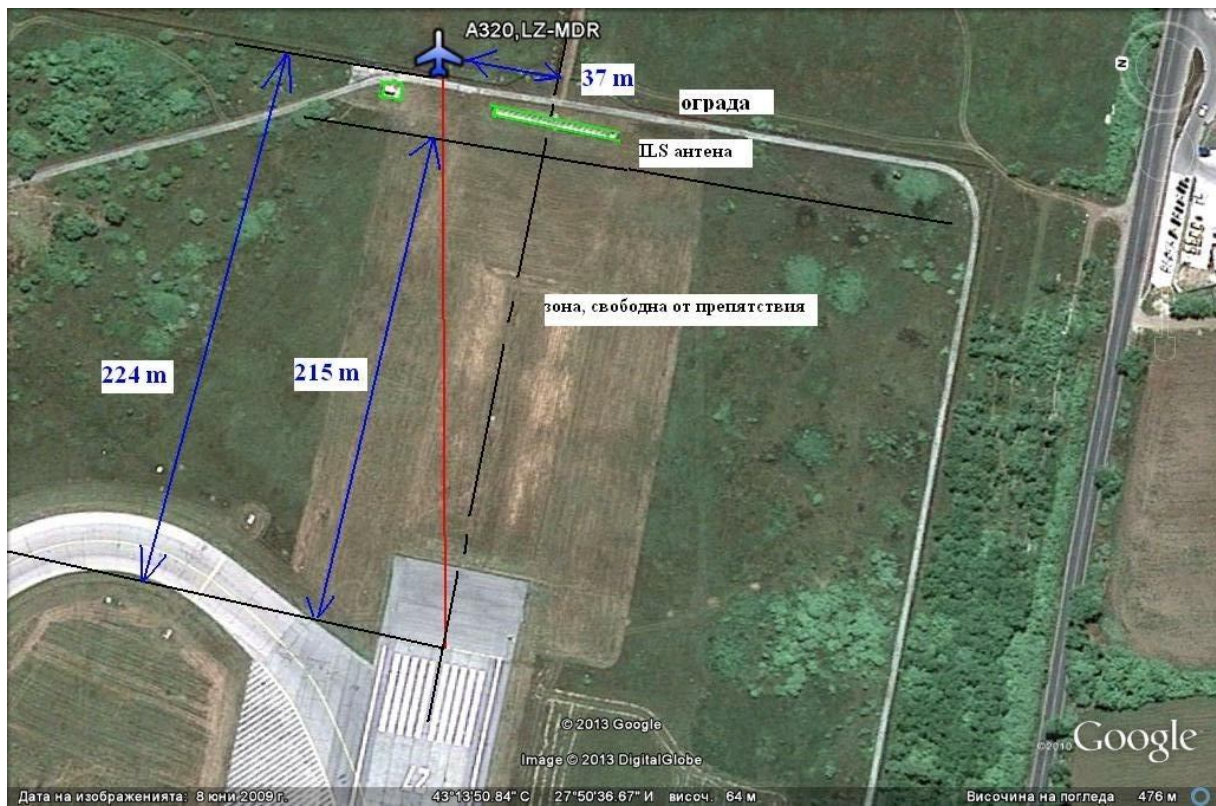 A320,LZ-MDR
37 m
ограда
ILS антена
зона, свободна от препятствия
224 m
215 m
© 2013 Google
Image © 2013 DigitalGlobe
©2010 Google
Дата на изображенията: 8 юни 2009 г. 43°13'50.84" С 27°50'36.67" И височ. 64 м Височина на погледа 476 м
N